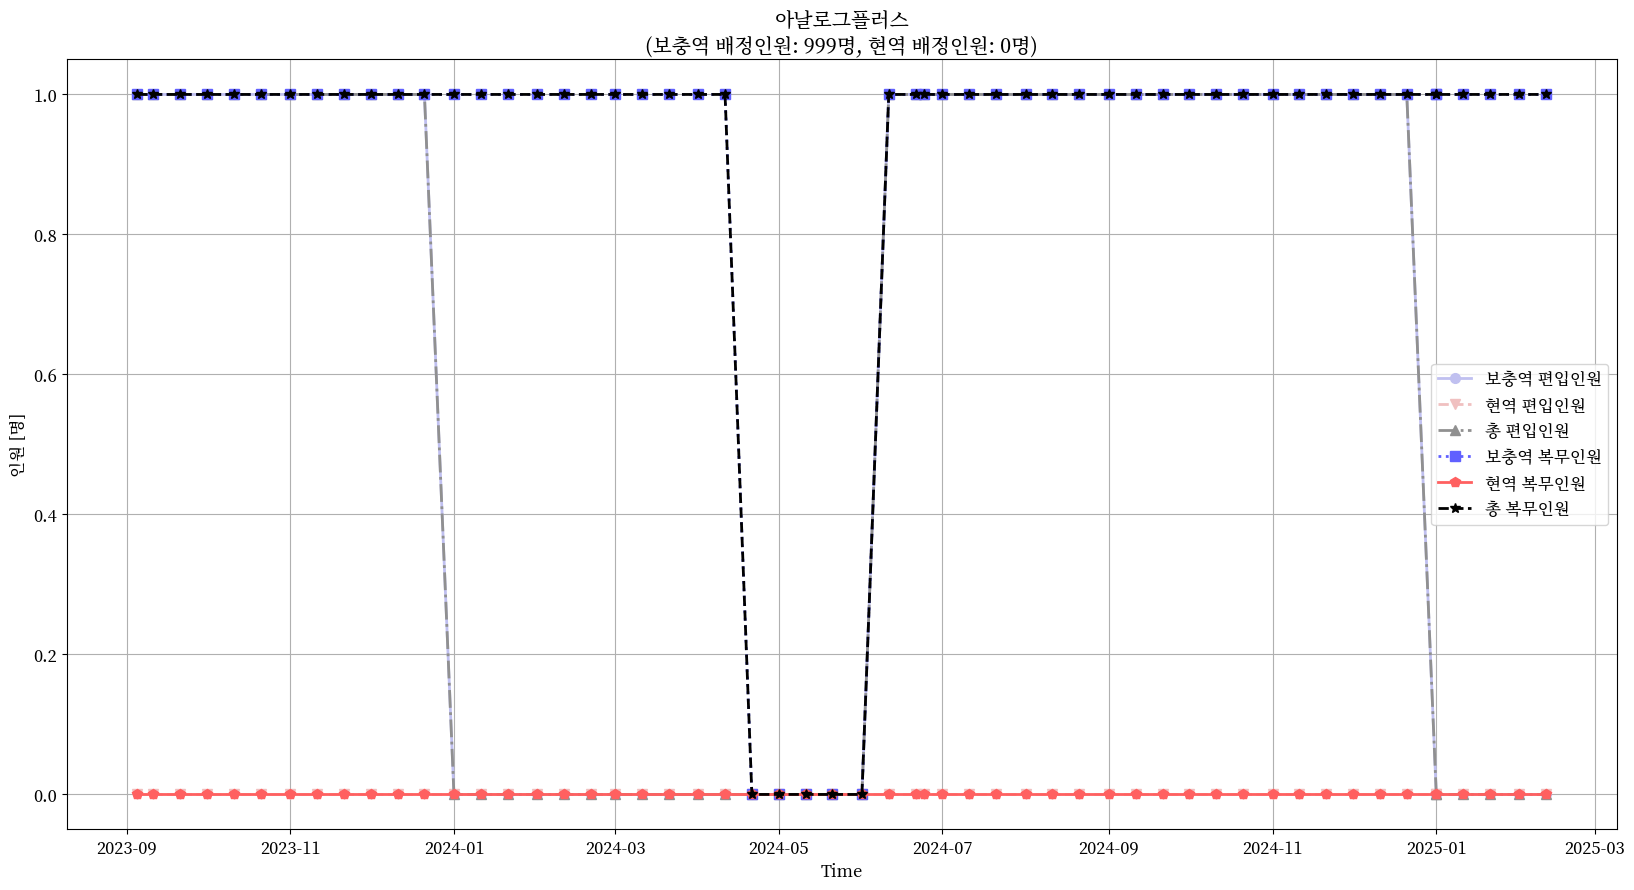 아날로그플러스
(보충역 배정인원: 999명, 현역 배정인원: 0명)
인원 [명]
1.0
0.8
0.6
0.4
0.2
0.0
보충역 편입인원
현역 편입인원
총 편입인원
보충역 복무인원
현역 복무인원
총 복무인원
2023-09 2023-11 2024-01 2024-03 2024-05 2024-07 2024-09 2024-11 2025-01 2025-03
Time